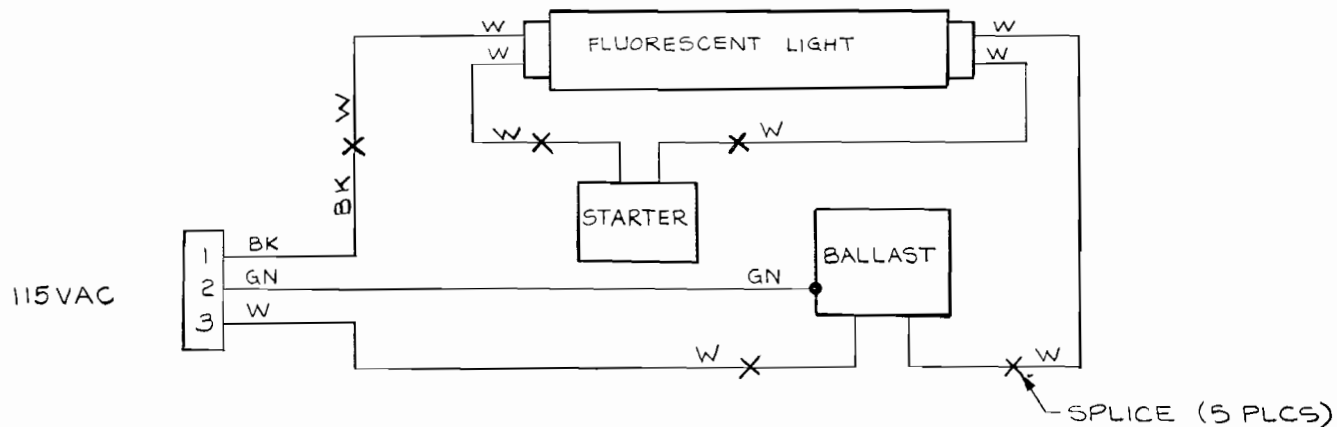 W
FLUORESCENT LIGHT
W
W
W
W
BK
W
W
STARTER
BALLAST
115VAC
1
BK
2
GN
GN
3
W
W
W
SPLICE (5 PLCS)